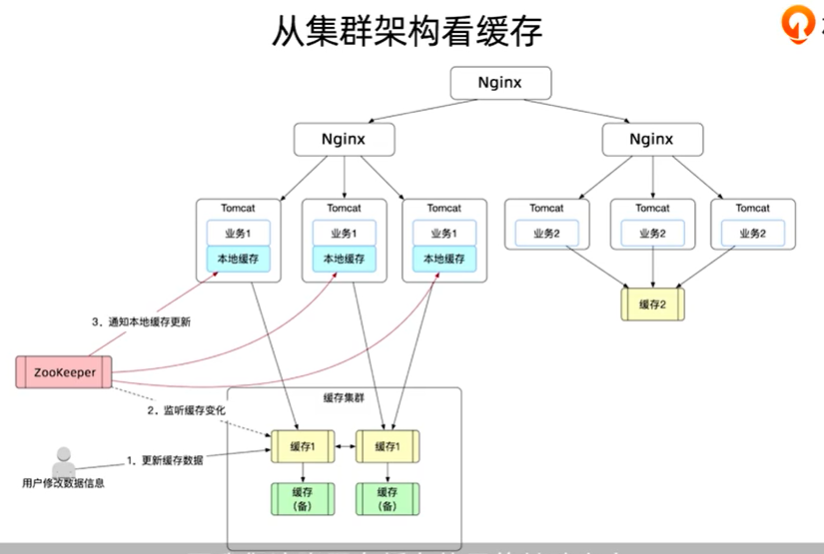 从集群架构看缓存
Nginx
Nginx
Nginx
Tomcat
业务1
本地缓存
Tomcat
业务1
本地缓存
Tomcat
业务1
本地缓存
Tomcat
业务2
Tomcat
业务2
Tomcat
业务2
缓存2
3、通知本地缓存更新
ZooKeeper
2、监听缓存变化
缓存集群
1、更新缓存数据
用户修改数据信息
缓存1
缓存1
缓存
（备）
缓存
（备）